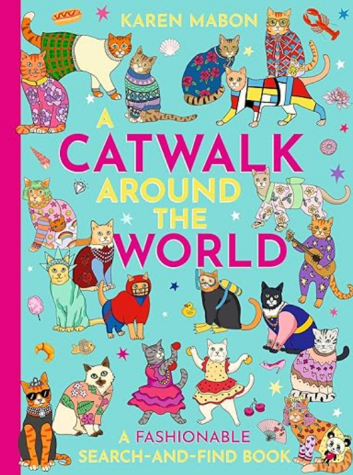 KAREN MABON
A
CATWALK
AROUND
THE
WORLD
A FASHIONABLE
SEARCH-AND-FIND BOOK